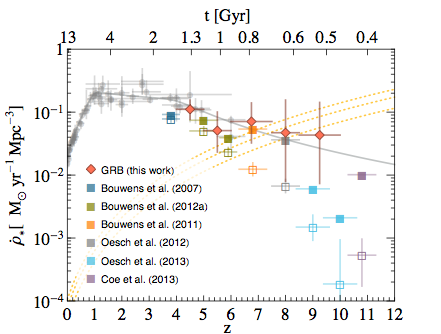 t [Gyr]
13 4 2 1.3 1 0.8 0.6 0.5 0.4
1
10⁻¹
10⁻²
10⁻³
10⁻⁴
ρ̇* [ M⊙ yr⁻¹ Mpc⁻³]
GRB (this work)
Bouwens et al. (2007)
Bouwens et al. (2012a)
Bouwens et al. (2011)
Oesch et al. (2012)
Oesch et al. (2013)
Coe et al. (2013)
0 1 2 3 4 5 6 7 8 9 10 11 12
z